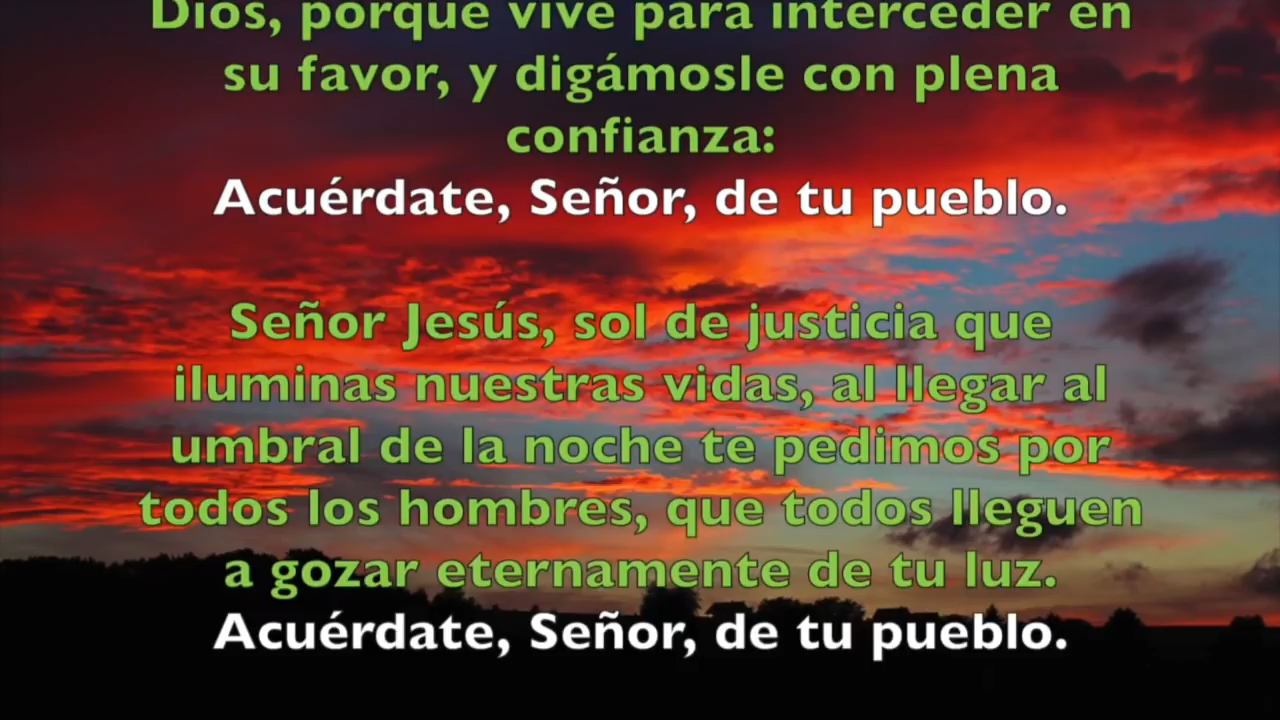 Dios, porque vive para interceder en
su favor, y digámosle con plena
confianza:
Acuérdate, Señor, de tu pueblo.
Señor Jesús, sol de justicia que
iluminas nuestras vidas, al llegar al
umbral de la noche te pedimos por
todos los hombres, que todos lleguen
a gozar eternamente de tu luz.
Acuérdate, Señor, de tu pueblo.